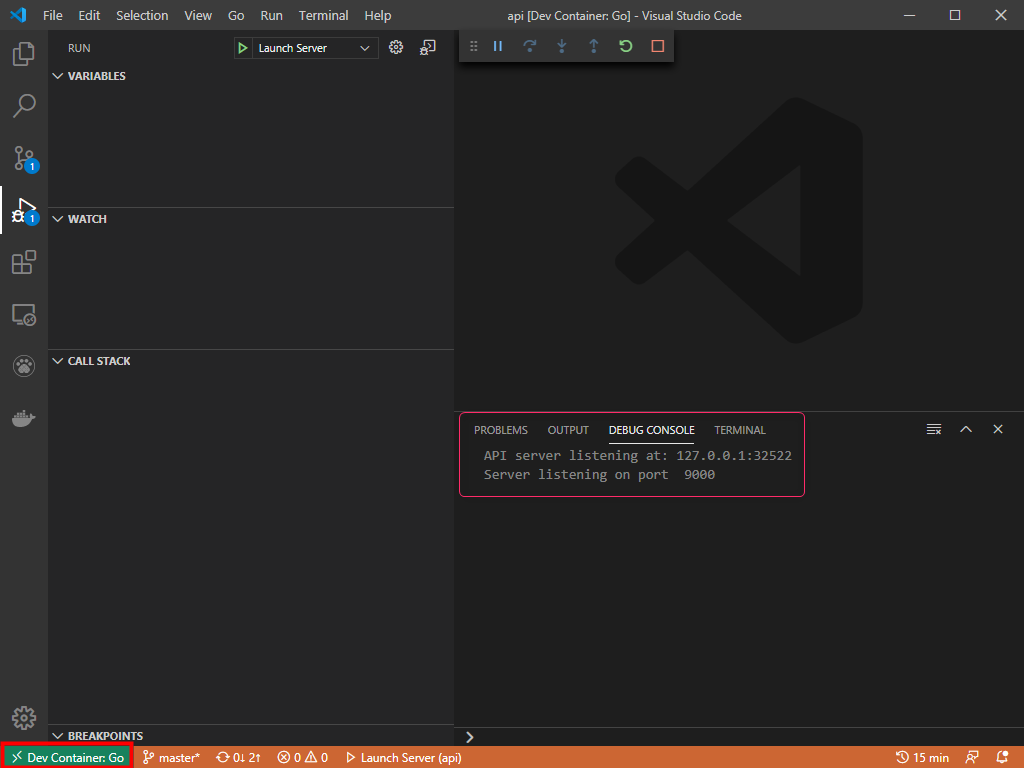 File Edit Selection View Go Run Terminal Help api [Dev Container: Go] - Visual Studio Code
RUN Launch Server
VARIABLES
1
1
WATCH
CALL STACK
PROBLEMS OUTPUT DEBUG CONSOLE TERMINAL
API server listening at: 127.0.0.1:32522
Server listening on port 9000
BREAKPOINTS
Dev Container: Go master* 0↓ 2↑ 0 0 Launch Server (api) 15 min